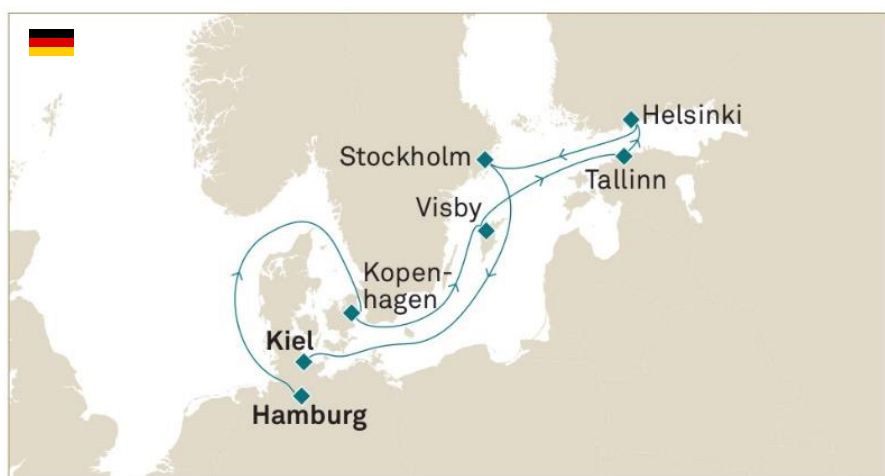 Helsinki
Stockholm
Tallinn
Visby
Kopen-
hagen
Kiel
Hamburg